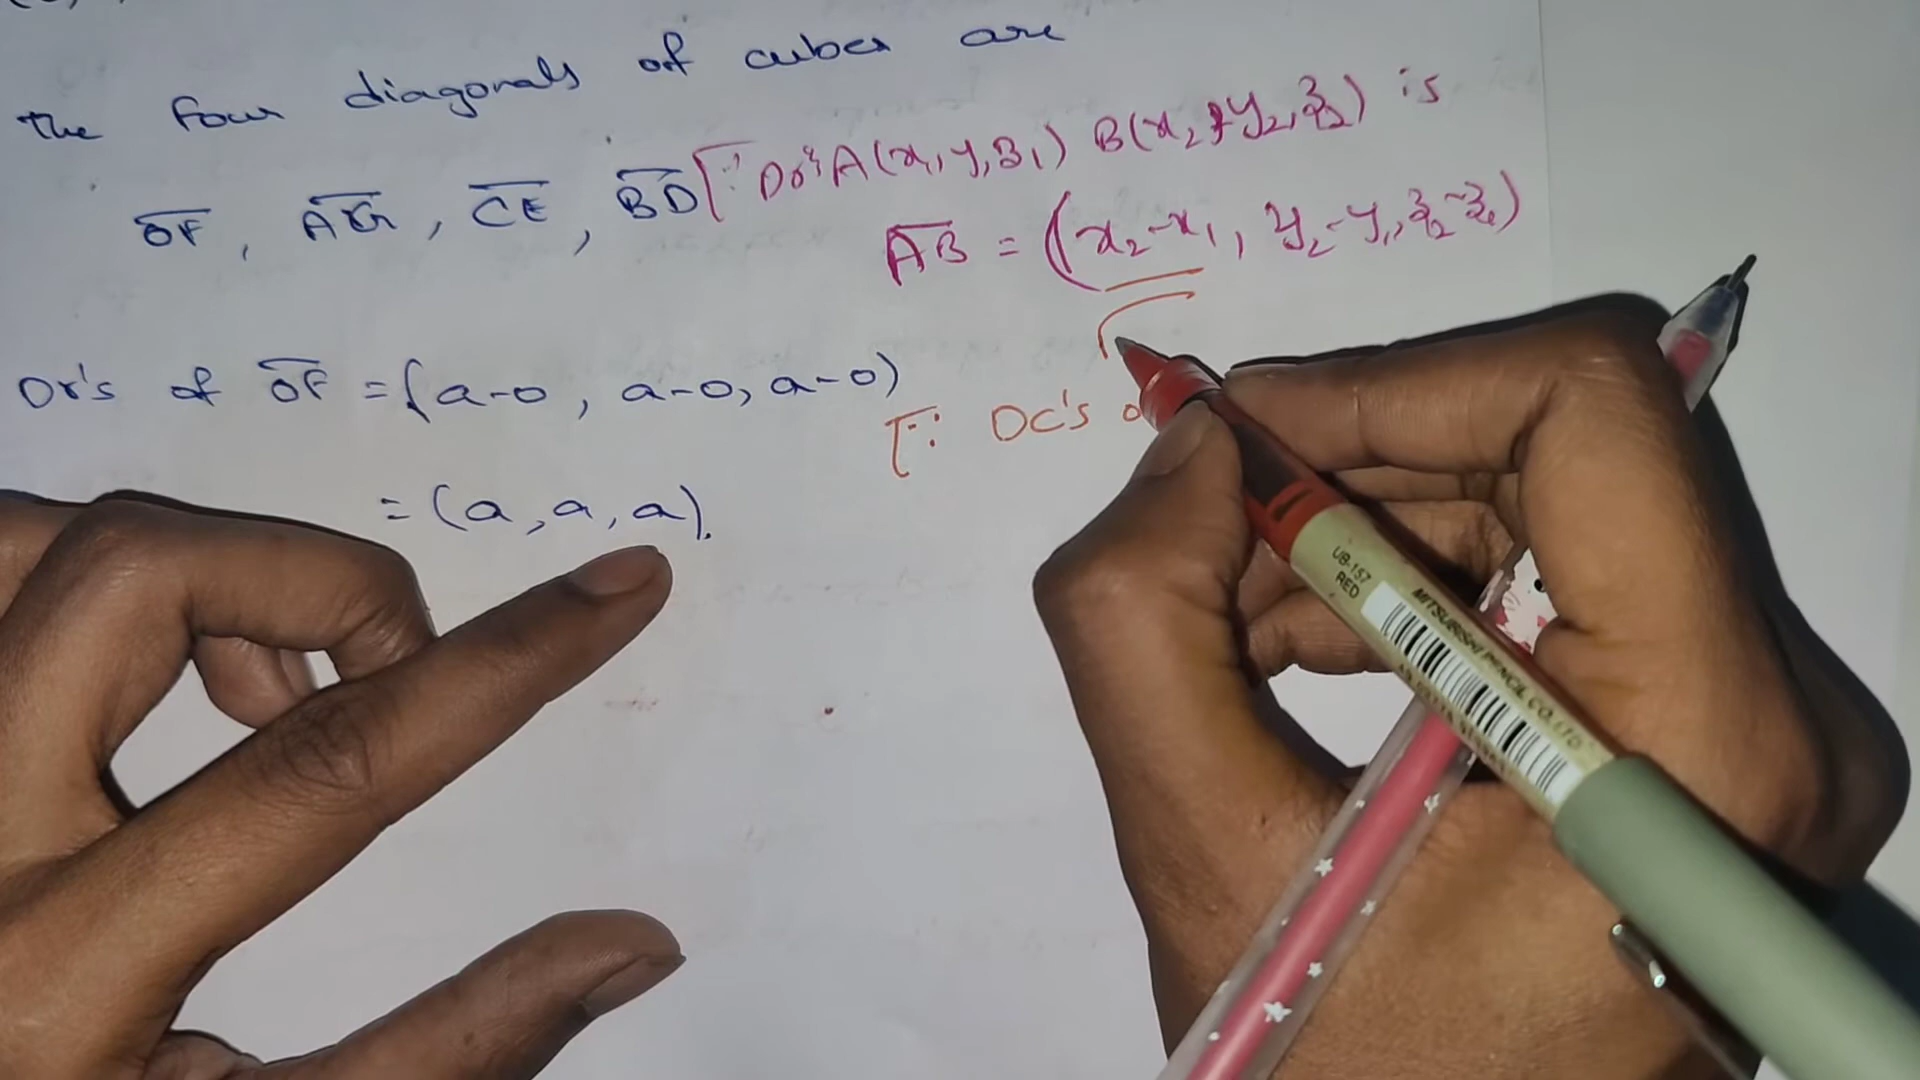 The four diagonals of cubes are
OF, AG, CE, BD [∵ Dr's A(x₁, y₁, z₁) B(x₂, y₂, z₂) is
AB = (x₂-x₁, y₂-y₁, z₂-z₁)
Dr's of OF = (a-0, a-0, a-0)
[∵ DC's
= (a, a, a).
UB-157
RED
MITSUBISHI PENCIL CO., LTD